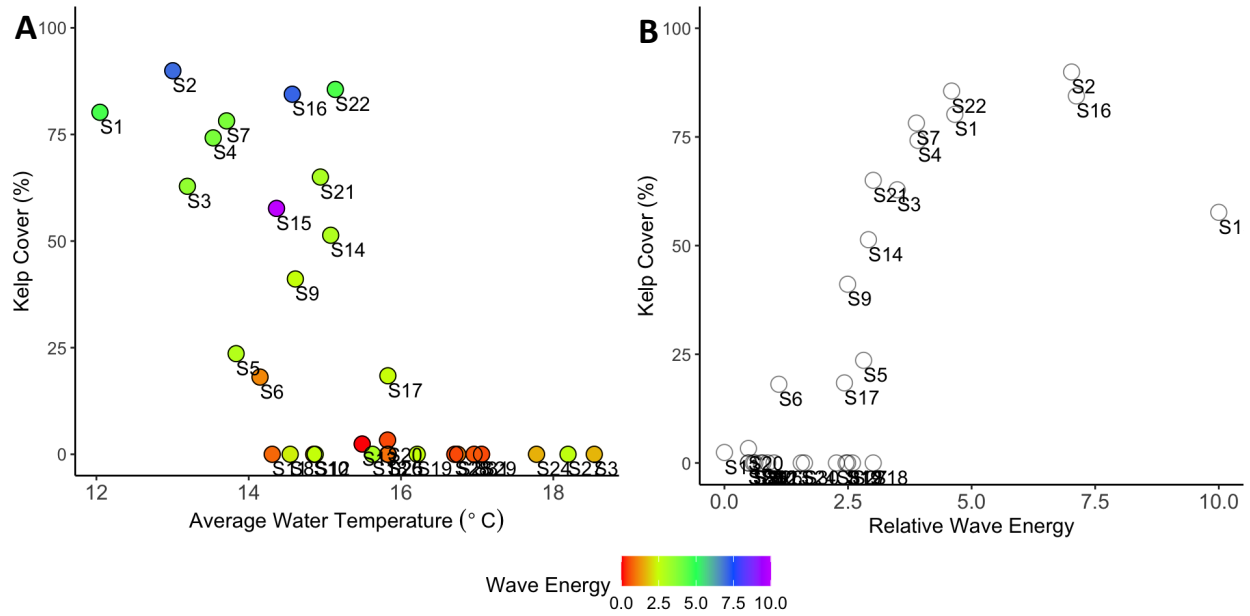 A
100
75
50
25
0
Kelp Cover (%)
S2
S16
S22
S1
S7
S4
S21
S3
S15
S14
S9
S5
S6
S17
S20
S19
S24
S27
S3
12
14
16
18
Average Water Temperature (° C)
B
100
75
50
25
0
Kelp Cover (%)
S2
S22
S16
S1
S7
S4
S21
S3
S1
S14
S9
S5
S6
S17
S20
S18
0.0
2.5
5.0
7.5
10.0
Relative Wave Energy
Wave Energy
0.0 2.5 5.0 7.5 10.0